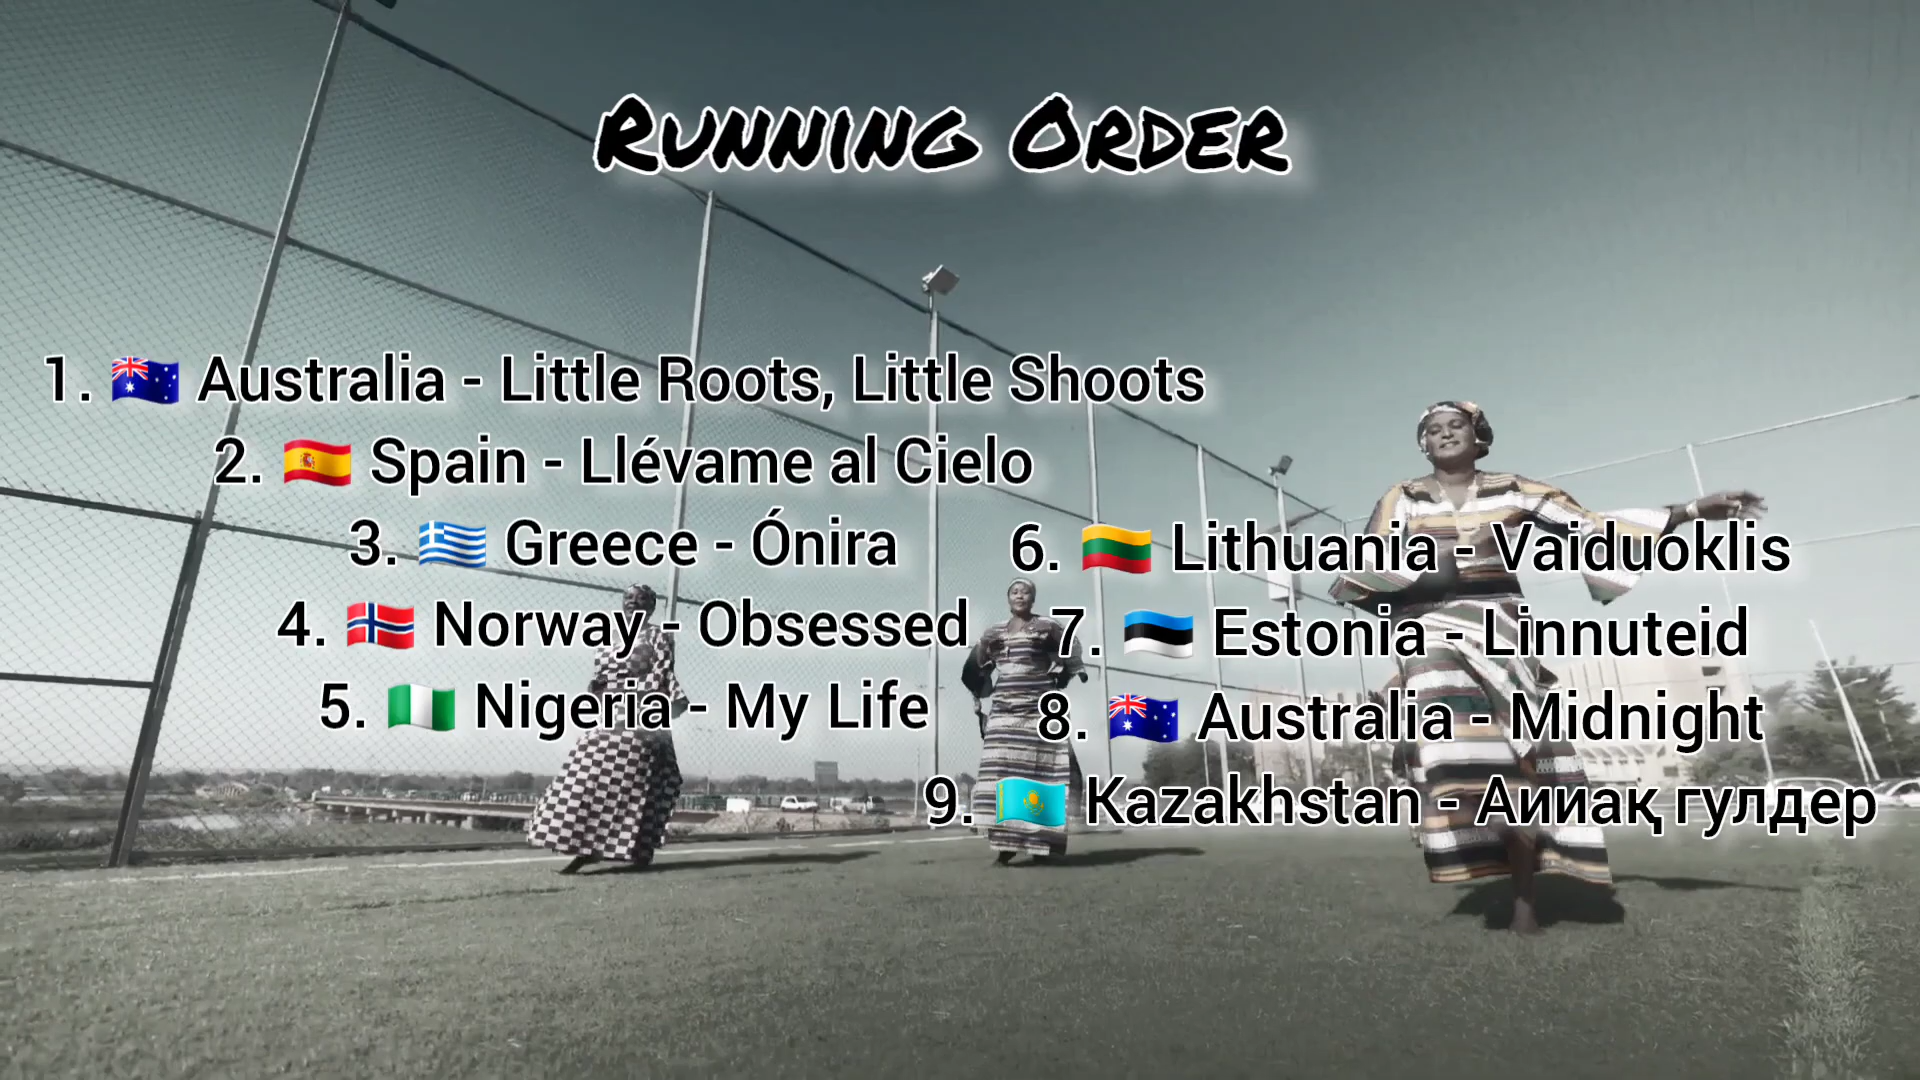 Running Order
1. 🇦🇺 Australia - Little Roots, Little Shoots
2. 🇪🇸 Spain - Llévame al Cielo
3. 🇬🇷 Greece - Ónira
4. 🇳🇴 Norway - Obsessed
5. 🇳🇬 Nigeria - My Life
6. 🇱🇹 Lithuania - Vaiduoklis
7. 🇪🇪 Estonia - Linnuteid
8. 🇦🇺 Australia - Midnight
9. 🇰🇿 Kazakhstan - Аииақ гулдер